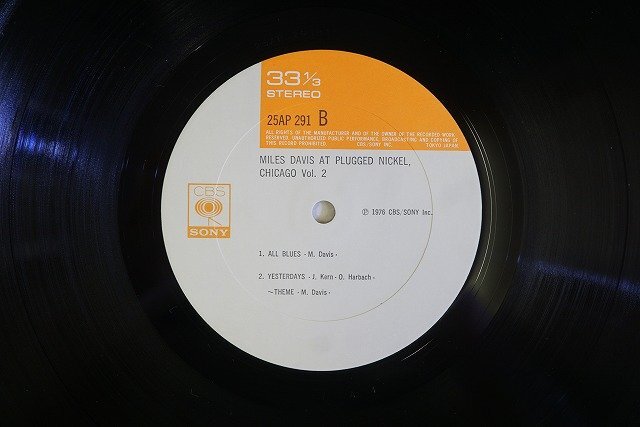 33 1/3
STEREO
25AP 291 B
ALL RIGHTS OF THE MANUFACTURER AND OF THE OWNER OF THE RECORDED WORK
RESERVED. UNAUTHORIZED PUBLIC PERFORMANCE, BROADCASTING AND COPYING OF
THIS RECORD PROHIBITED. CBS/SONY INC. TOKYO JAPAN
MILES DAVIS AT PLUGGED NICKEL,
CHICAGO Vol. 2
CBS
SONY
℗ 1976 CBS/SONY Inc.
1. ALL BLUES -M. Davis-
2. YESTERDAYS -J. Kern-O. Harbach-
~THEME -M. Davis-